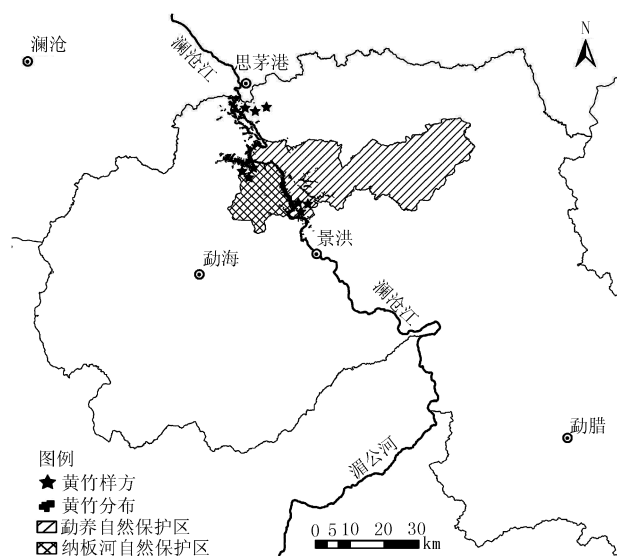 N
澜沧
澜沧江
思茅港
景洪
勐海
澜沧江
勐腊
湄公河
图例
黄竹样方
黄竹分布
勐养自然保护区
纳板河自然保护区
0 5 10 20 30
km